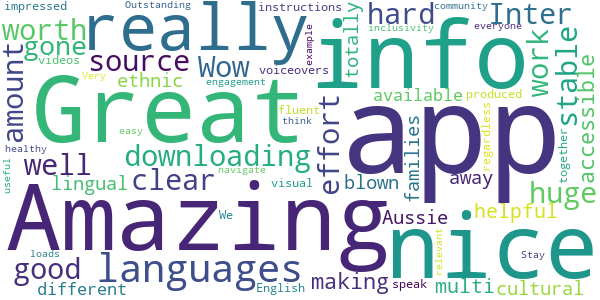 impressed
Outstanding
instructions
community
hard
Inter
worth
really
info
gone
source
Wow
voiceovers
totally
example
inclusivity
everyone
videos
Very
ethnic
engagement
work
stable
amount
Great
fluent
available
produced
accessible
think
effort
app
regardless
easy
downloading
healthy
well
clear
navigate
families
together
useful
lingual
visual
blown
away
huge
Amazing
We
Aussie
helpful
nice
good
languages
relevant
loads
making
speak
Stay
different
English
multi
cultural